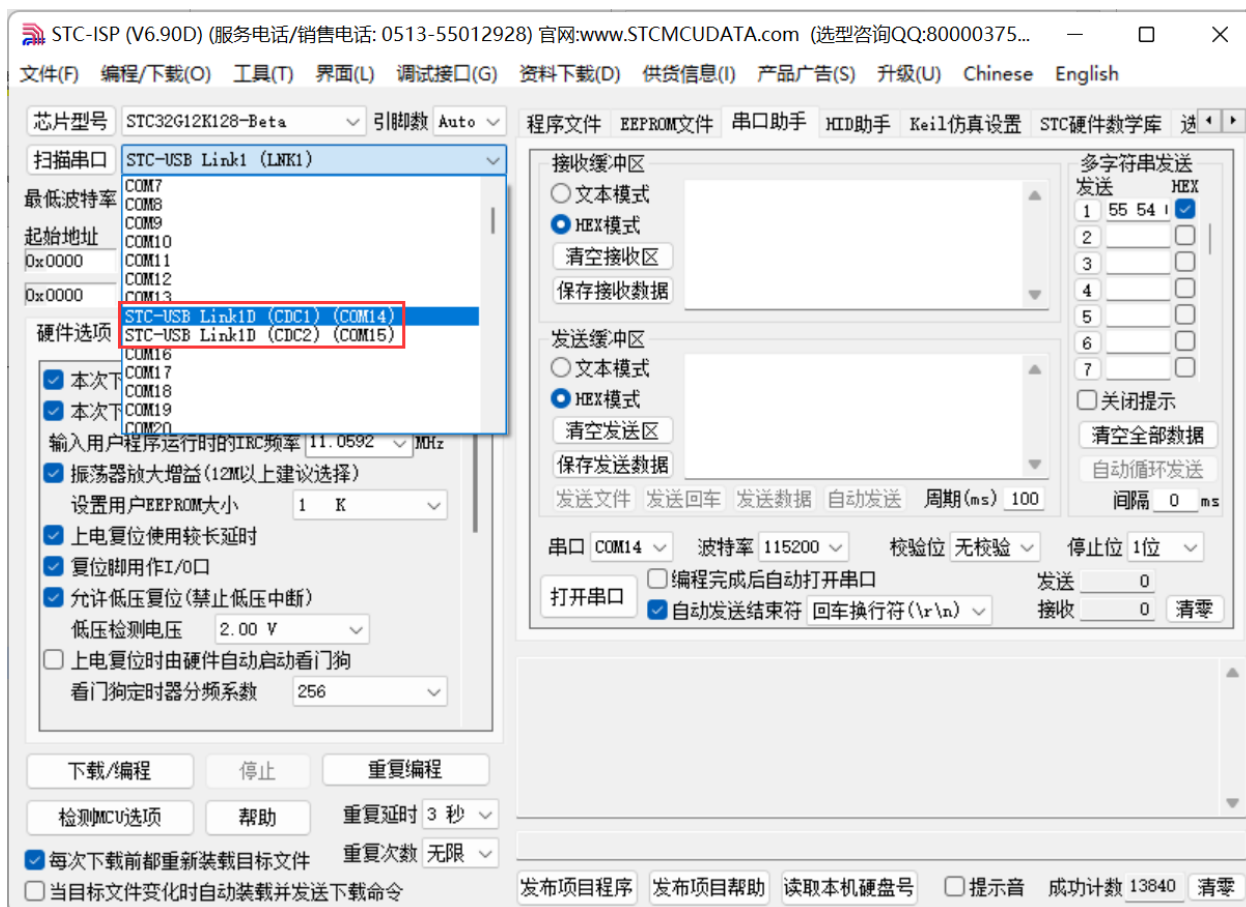 STC-ISP (V6.90D) (服务电话/销售电话: 0513-55012928) 官网:www.STCMCUDATA.com (选型咨询QQ:80000375...
文件(F) 编程/下载(O) 工具(T) 界面(L) 调试接口(G) 资料下载(D) 供货信息(I) 产品广告(S) 升级(U) Chinese English
芯片型号 STC32G12K128-Beta 引脚数 Auto
扫描串口 STC-USB Link1 (LNK1)
最低波特率
起始地址
0x0000
0x0000
COM7
COM8
COM9
COM10
COM11
COM12
COM13
STC-USB Link1D (CDC1) (COM14)
STC-USB Link1D (CDC2) (COM15)
COM16
COM17
COM18
COM19
COM20
硬件选项
本次下
本次下
输入用户程序运行时的IRC频率 11.0592 MHz
振荡器放大增益(12M以上建议选择)
设置用户EEPROM大小 1 K
上电复位使用较长延时
复位脚用作I/O口
允许低压复位(禁止低压中断)
低压检测电压 2.00 V
上电复位时由硬件自动启动看门狗
看门狗定时器分频系数 256
下载/编程 停止 重复编程
检测MCU选项 帮助 重复延时 3 秒
每次下载前都重新装载目标文件 重复次数 无限
当目标文件变化时自动装载并发送下载命令
程序文件 EEPROM文件 串口助手 HID助手 Keil仿真设置 STC硬件数学库 选
接收缓冲区
文本模式
HEX模式
清空接收区
保存接收数据
发送缓冲区
文本模式
HEX模式
清空发送区
保存发送数据
发送文件 发送回车 发送数据 自动发送 周期(ms) 100
多字符串发送
发送 HEX
1 55 54
2
3
4
5
6
7
关闭提示
清空全部数据
自动循环发送
间隔 0 ms
串口 COM14 波特率 115200 校验位 无校验 停止位 1位
打开串口 编程完成后自动打开串口 发送 0
自动发送结束符 回车换行符(\r\n) 接收 0 清零
发布项目程序 发布项目帮助 读取本机硬盘号 提示音 成功计数 13840 清零